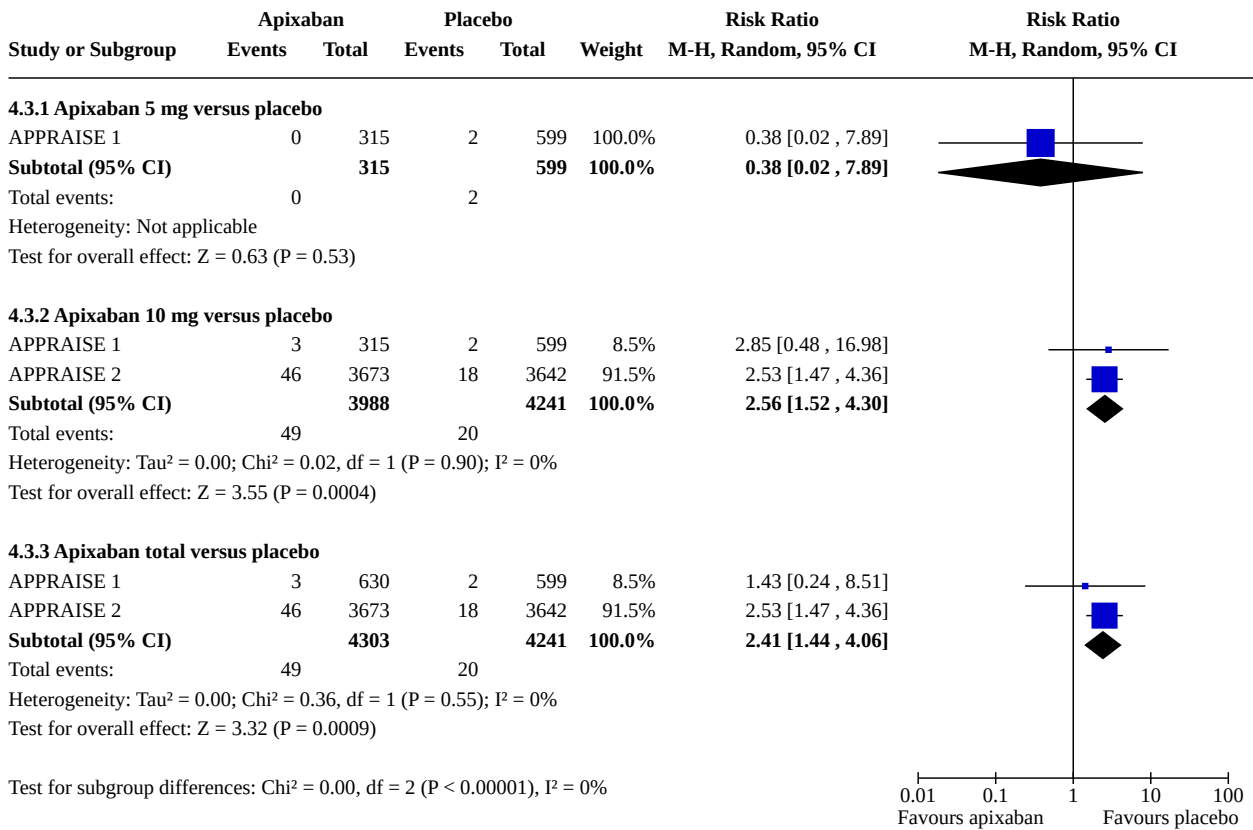 Apixaban Placebo Risk Ratio Risk Ratio
Study or Subgroup Events Total Events Total Weight M-H, Random, 95% CI M-H, Random, 95% CI
4.3.1 Apixaban 5 mg versus placebo
APPRAISE 1 0 315 2 599 100.0% 0.38 [0.02 , 7.89]
Subtotal (95% CI) 315 599 100.0% 0.38 [0.02 , 7.89]
Total events: 0 2
Heterogeneity: Not applicable
Test for overall effect: Z = 0.63 (P = 0.53)
4.3.2 Apixaban 10 mg versus placebo
APPRAISE 1 3 315 2 599 8.5% 2.85 [0.48 , 16.98]
APPRAISE 2 46 3673 18 3642 91.5% 2.53 [1.47 , 4.36]
Subtotal (95% CI) 3988 4241 100.0% 2.56 [1.52 , 4.30]
Total events: 49 20
Heterogeneity: Tau² = 0.00; Chi² = 0.02, df = 1 (P = 0.90); I² = 0%
Test for overall effect: Z = 3.55 (P = 0.0004)
4.3.3 Apixaban total versus placebo
APPRAISE 1 3 630 2 599 8.5% 1.43 [0.24 , 8.51]
APPRAISE 2 46 3673 18 3642 91.5% 2.53 [1.47 , 4.36]
Subtotal (95% CI) 4303 4241 100.0% 2.41 [1.44 , 4.06]
Total events: 49 20
Heterogeneity: Tau² = 0.00; Chi² = 0.36, df = 1 (P = 0.55); I² = 0%
Test for overall effect: Z = 3.32 (P = 0.0009)
Test for subgroup differences: Chi² = 0.00, df = 2 (P < 0.00001), I² = 0%
0.01 0.1 1 10 100
Favours apixaban Favours placebo